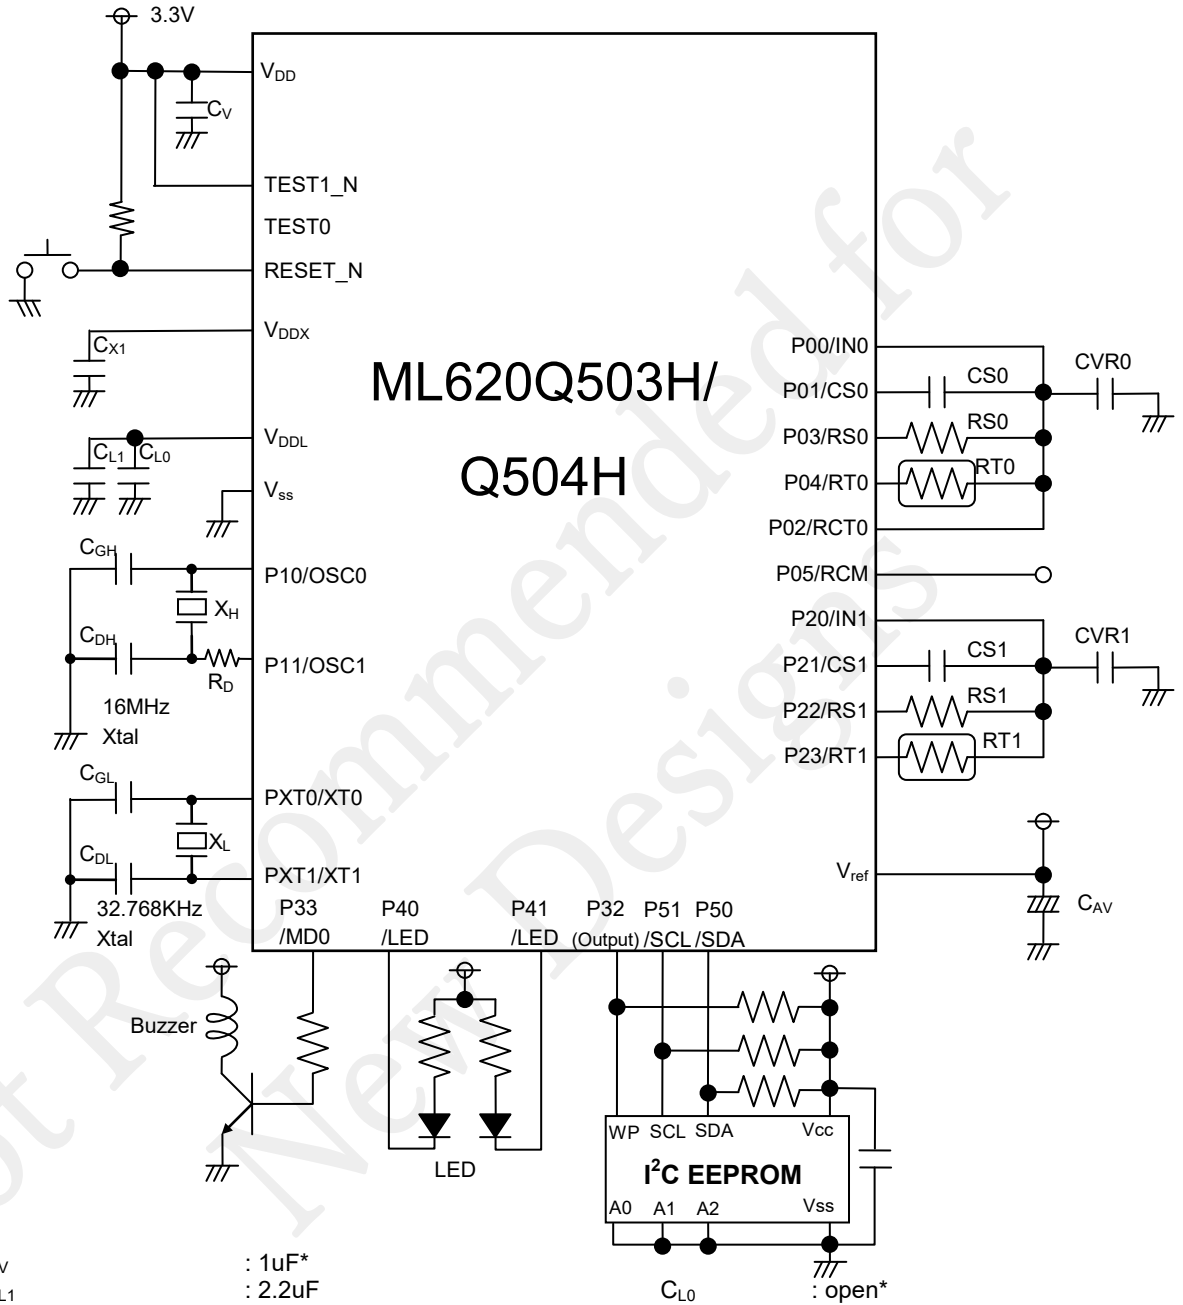 3.3V
VDD
CV
TEST1_N
TEST0
RESET_N
VDDX
CX1
ML620Q503H/
Q504H
VDDL
CL1 CL0
Vss
P00/IN0
P01/CS0 CS0 CVR0
P03/RS0 RS0
P04/RT0 RT0
P02/RCT0
P05/RCM
CGH
P10/OSC0
XH
CDH
P11/OSC1
RD
16MHz
Xtal
P20/IN1
P21/CS1 CS1 CVR1
P22/RS1 RS1
P23/RT1 RT1
CGL
PXT0/XT0
XL
CDL
PXT1/XT1
32.768KHz
Xtal
Vref
CAV
P33 P40 P41 P32 P51 P50
/MD0 /LED /LED (Output) /SCL /SDA
Buzzer
LED
WP SCL SDA Vcc
I²C EEPROM
A0 A1 A2 Vss
V : 1uF*
L1 : 2.2uF CL0 : open*
Recommended for
New Designs